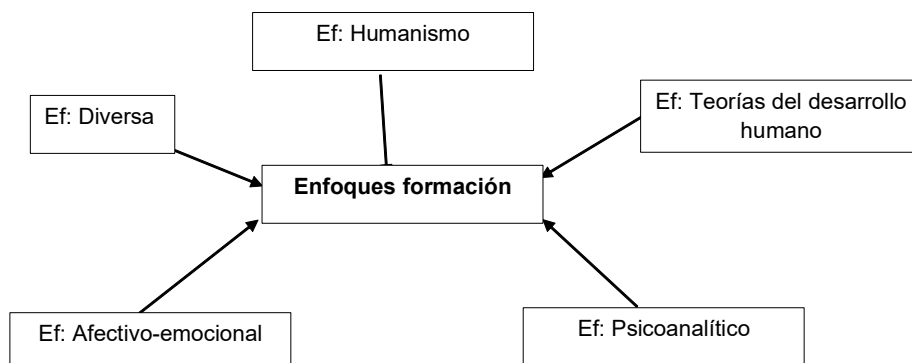 Ef: Humanismo
Ef: Diversa
Ef: Teorías del desarrollo
humano
Enfoques formación
Ef: Afectivo-emocional
Ef: Psicoanalítico